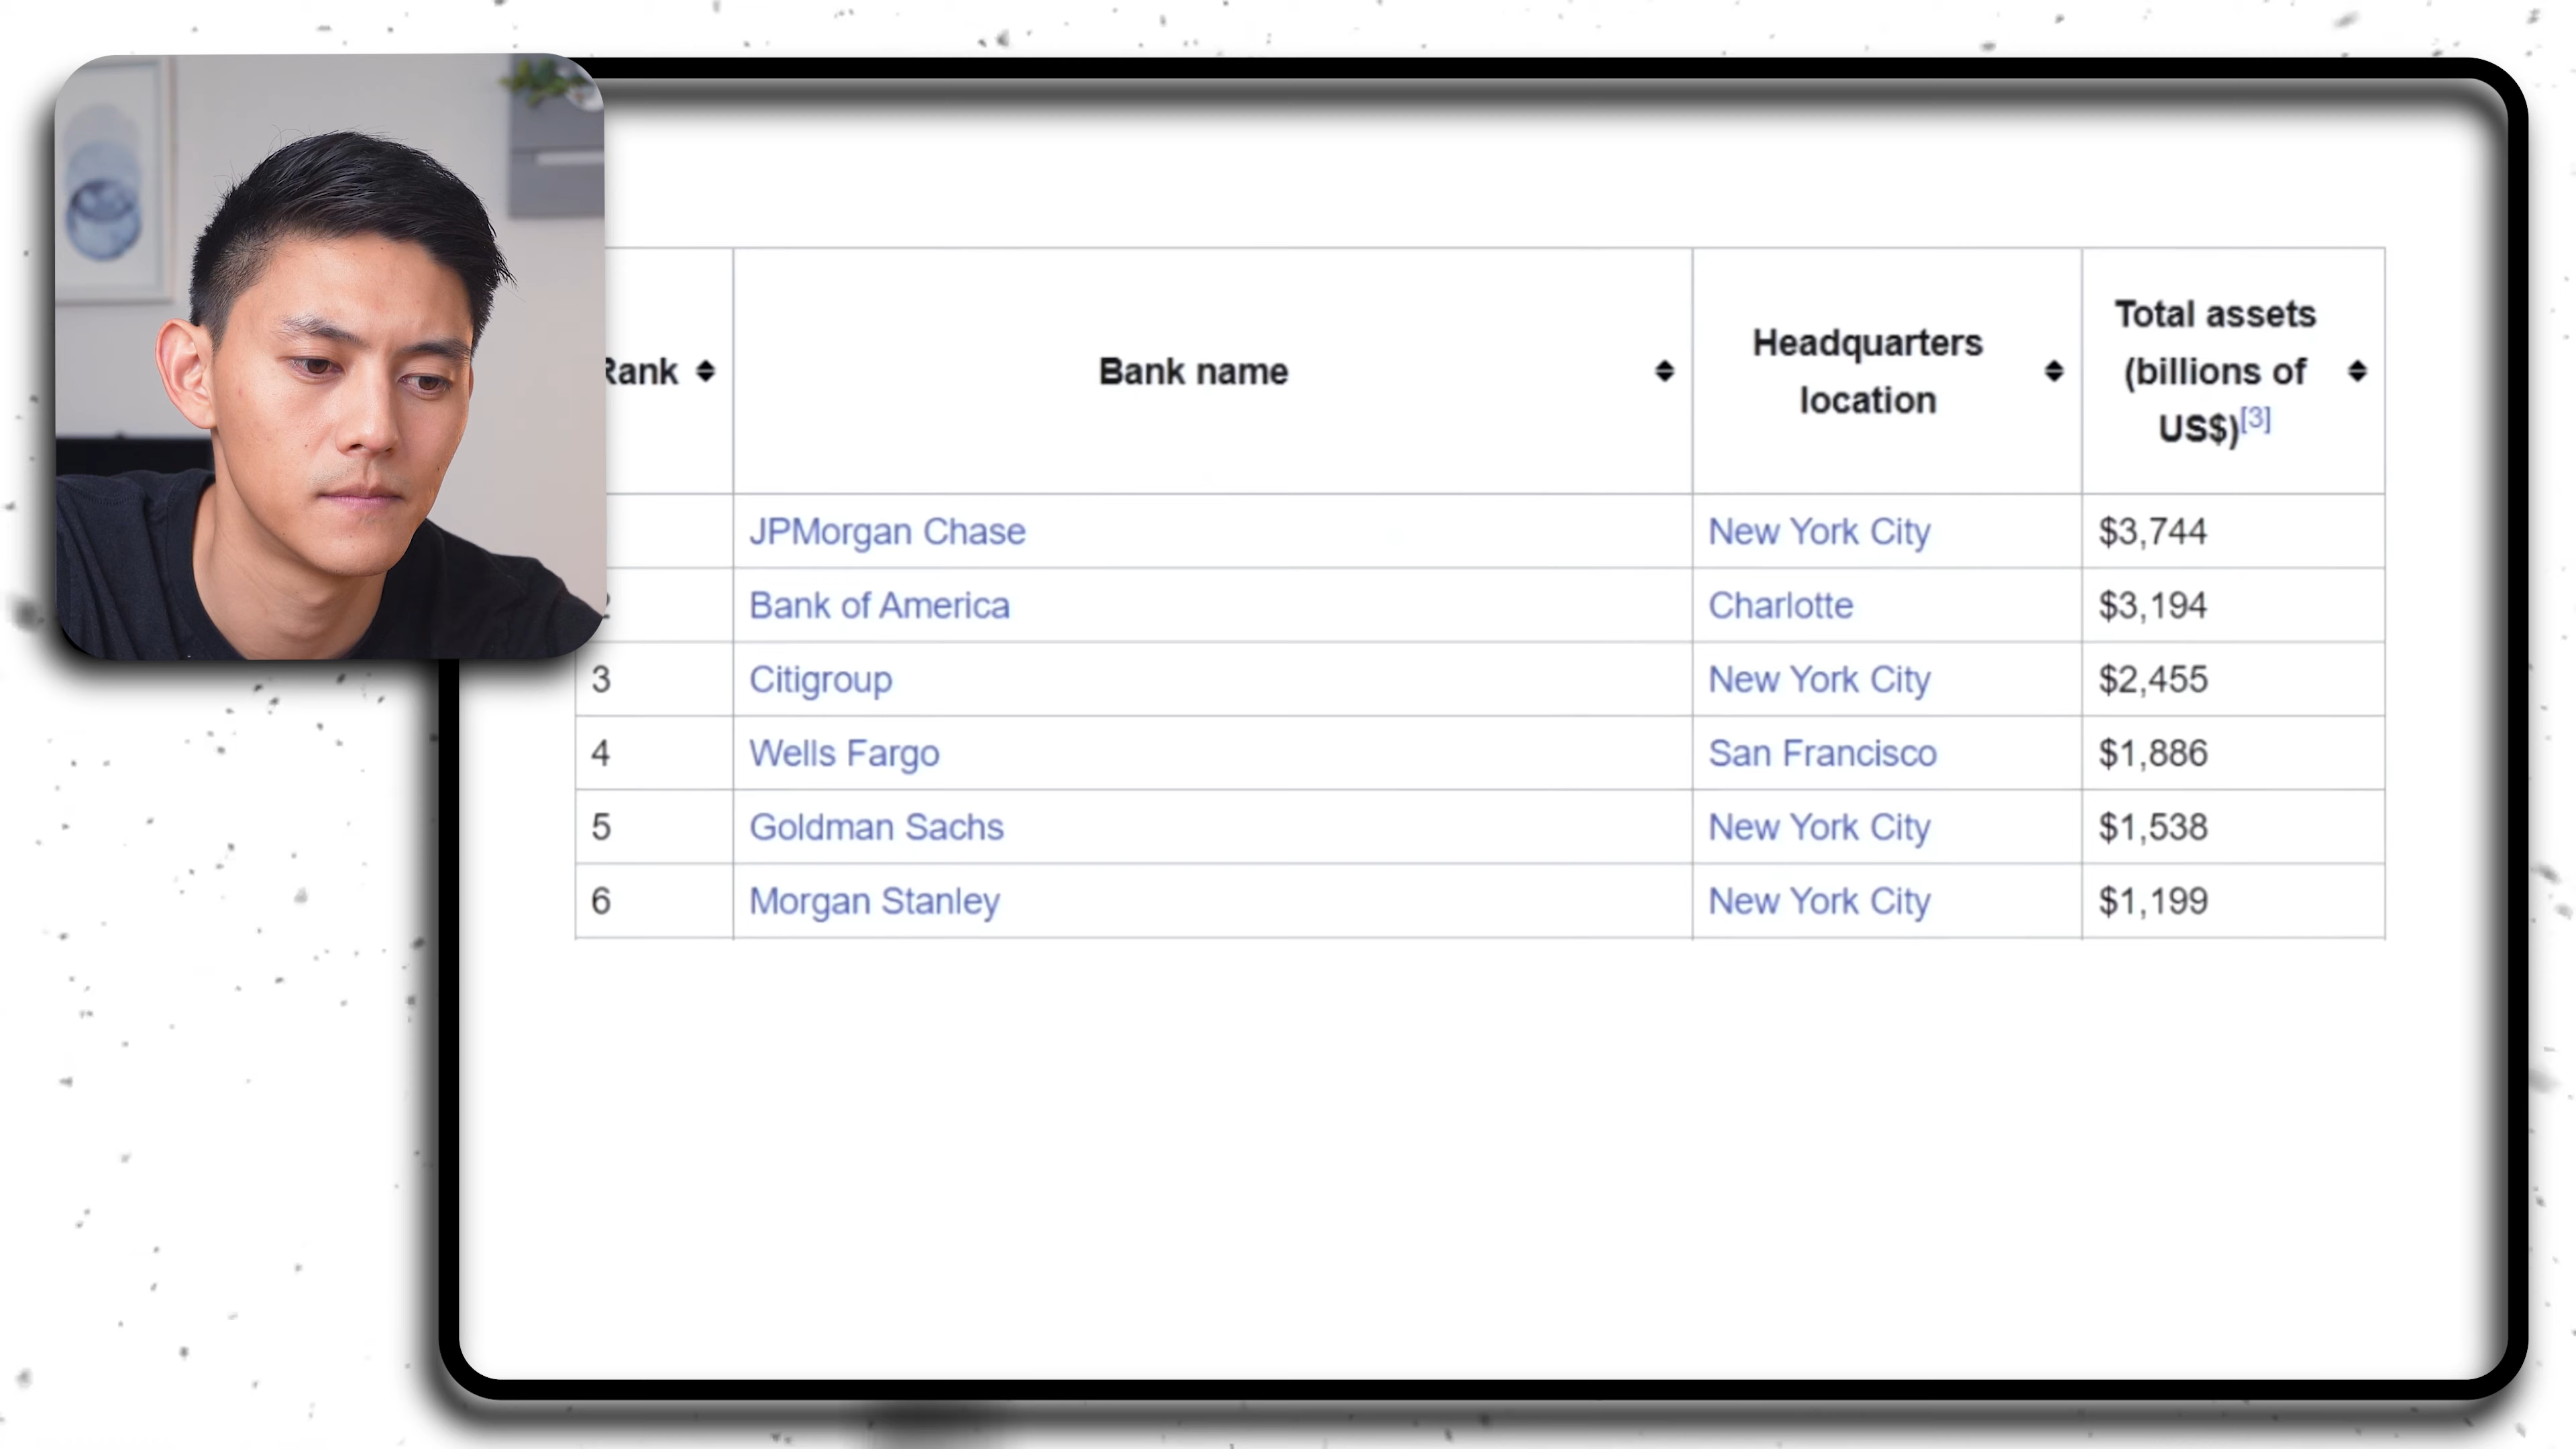 Rank
Bank name
Headquarters
location
Total assets
(billions of
US$)[3]
JPMorgan Chase New York City $3,744
2 Bank of America Charlotte $3,194
3 Citigroup New York City $2,455
4 Wells Fargo San Francisco $1,886
5 Goldman Sachs New York City $1,538
6 Morgan Stanley New York City $1,199